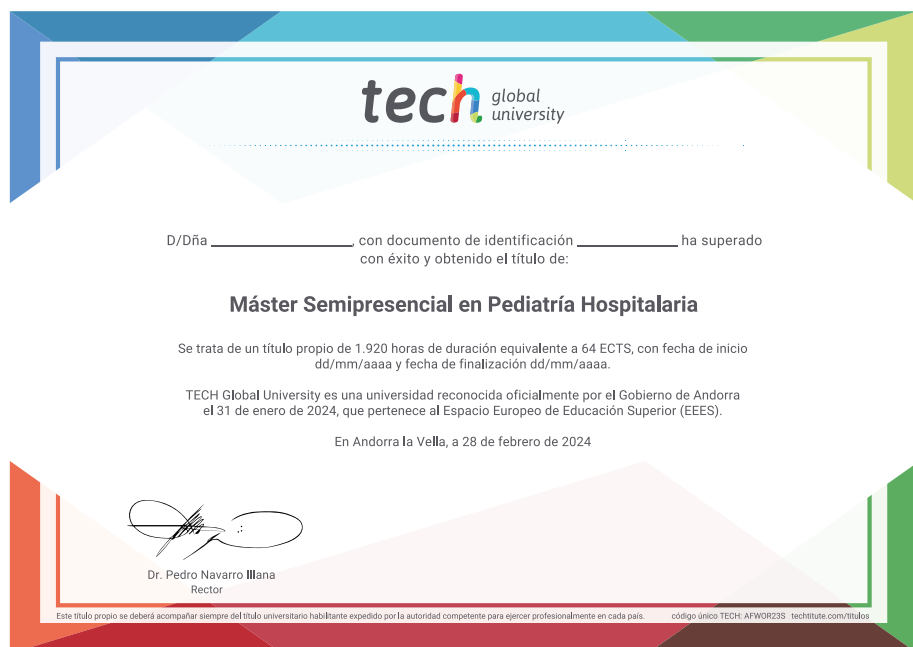 tech global university
D/Dña ____________________, con documento de identificación ______________ ha superado
con éxito y obtenido el título de:
Máster Semipresencial en Pediatría Hospitalaria
Se trata de un título propio de 1.920 horas de duración equivalente a 64 ECTS, con fecha de inicio
dd/mm/aaaa y fecha de finalización dd/mm/aaaa.
TECH Global University es una universidad reconocida oficialmente por el Gobierno de Andorra
el 31 de enero de 2024, que pertenece al Espacio Europeo de Educación Superior (EEES).
En Andorra la Vella, a 28 de febrero de 2024
Dr. Pedro Navarro Illana
Rector
Este título propio se deberá acompañar siempre del título universitario habilitante expedido por la autoridad competente para ejercer profesionalmente en cada país. código único TECH: AFWOR23S techtitute.com/titulos